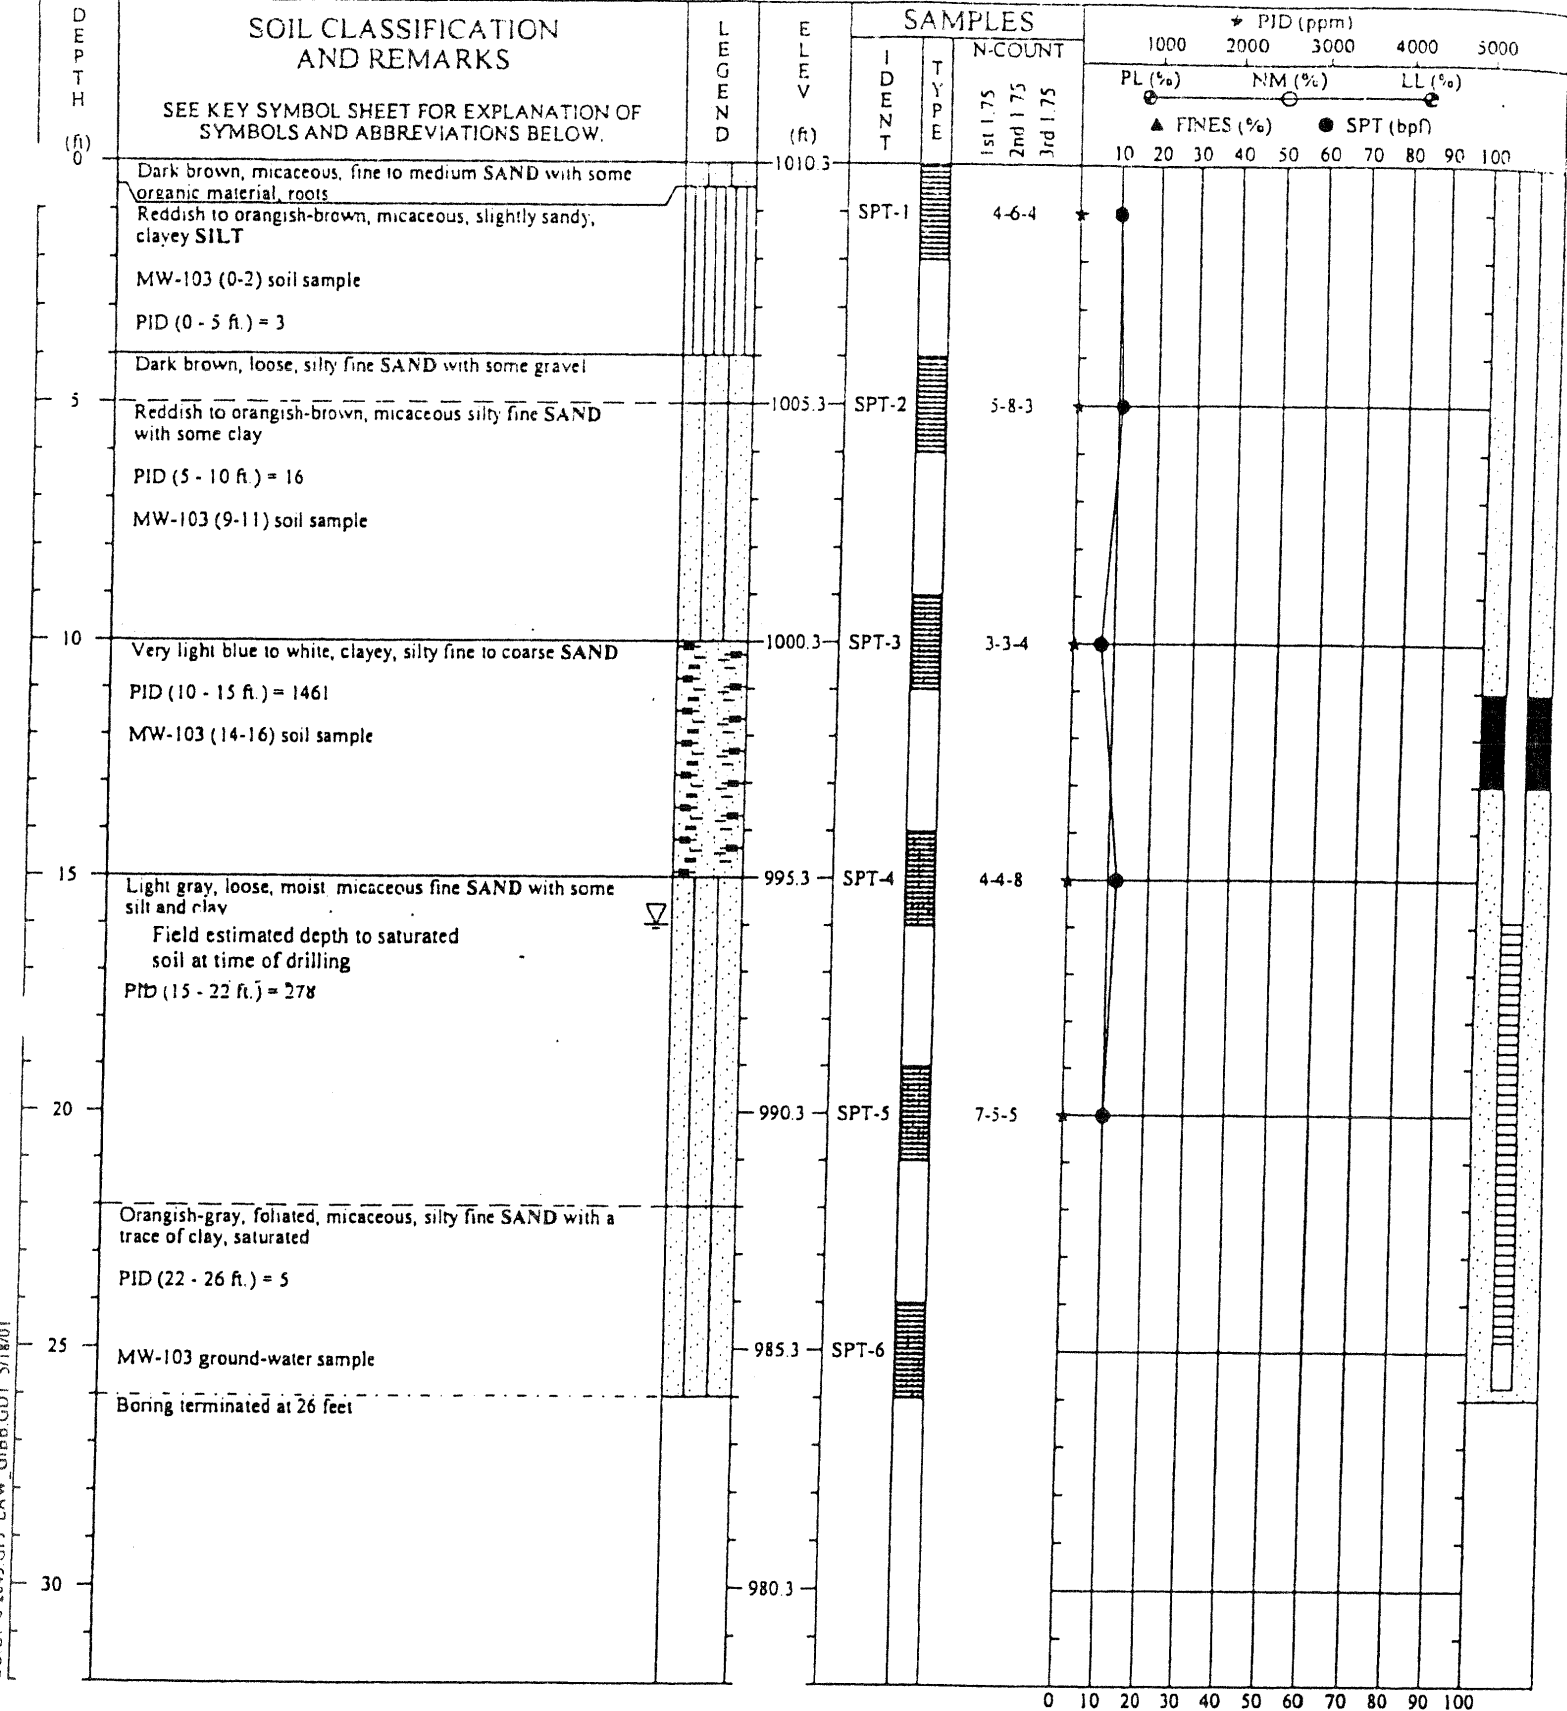 DEPTH (ft)
SOIL CLASSIFICATION
AND REMARKS
SEE KEY SYMBOL SHEET FOR EXPLANATION OF
SYMBOLS AND ABBREVIATIONS BELOW.
LEGEND
ELEV (ft)
SAMPLES
IDENT
TYPE
N-COUNT
1st 1.75
2nd 1 75
3rd 1.75
★ PID (ppm)
1000 2000 3000 4000 5000
PL (%) NM (%) LL (%)
▲ FINES (%) ● SPT (bpf)
10 20 30 40 50 60 70 80 90 100
0
1010.3
Dark brown, micaceous, fine to medium SAND with some
organic material, roots
Reddish to orangish-brown, micaceous, slightly sandy,
clayey SILT
SPT-1 4-6-4
MW-103 (0-2) soil sample
PID (0 - 5 ft.) = 3
Dark brown, loose, silty fine SAND with some gravel
5
1005.3 SPT-2 5-8-3
Reddish to orangish-brown, micaceous silty fine SAND
with some clay
PID (5 - 10 ft.) = 16
MW-103 (9-11) soil sample
10
1000.3 SPT-3 3-3-4
Very light blue to white, clayey, silty fine to coarse SAND
PID (10 - 15 ft.) = 1461
MW-103 (14-16) soil sample
15
995.3 SPT-4 4-4-8
Light gray, loose, moist micaceous fine SAND with some
silt and clay
Field estimated depth to saturated
soil at time of drilling
PID (15 - 22 ft.) = 278
20
990.3 SPT-5 7-5-5
Orangish-gray, foliated, micaceous, silty fine SAND with a
trace of clay, saturated
PID (22 - 26 ft.) = 5
25
985.3 SPT-6
MW-103 ground-water sample
Boring terminated at 26 feet
30
980.3
0 10 20 30 40 50 60 70 80 90 100
LAW_GIBB.GDT 5/18/01